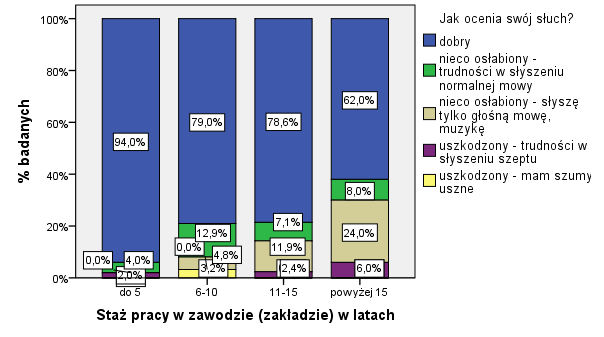 Jak ocenia swój słuch?
dobry
nieco osłabiony -
trudności w słyszeniu
normalnej mowy
nieco osłabiony - słyszę
tylko głośną mowę,
muzykę
uszkodzony - trudności w
słyszeniu szeptu
uszkodzony - mam szumy
uszne
% badanych
100%
80%
60%
40%
20%
0%
94,0%
0,0%
4,0%
2,0%
79,0%
12,9%
0,0%
4,8%
3,2%
78,6%
7,1%
11,9%
2,4%
62,0%
8,0%
24,0%
6,0%
do 5
6-10
11-15
powyżej 15
Staż pracy w zawodzie (zakładzie) w latach